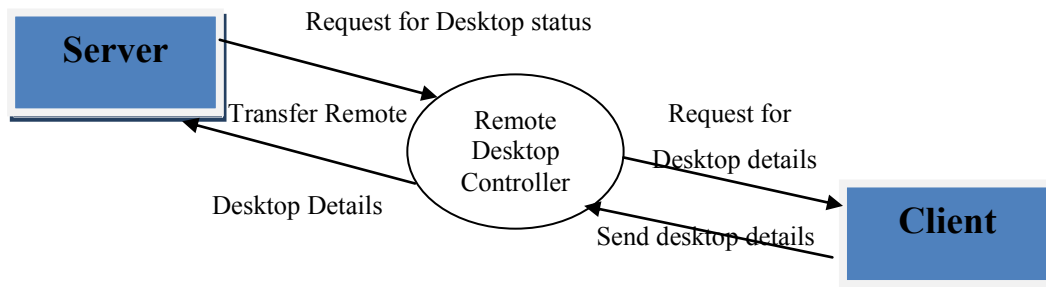 Request for Desktop status
Server
Transfer Remote
Desktop Details
Remote
Desktop
Controller
Request for
Desktop details
Send desktop details
Client